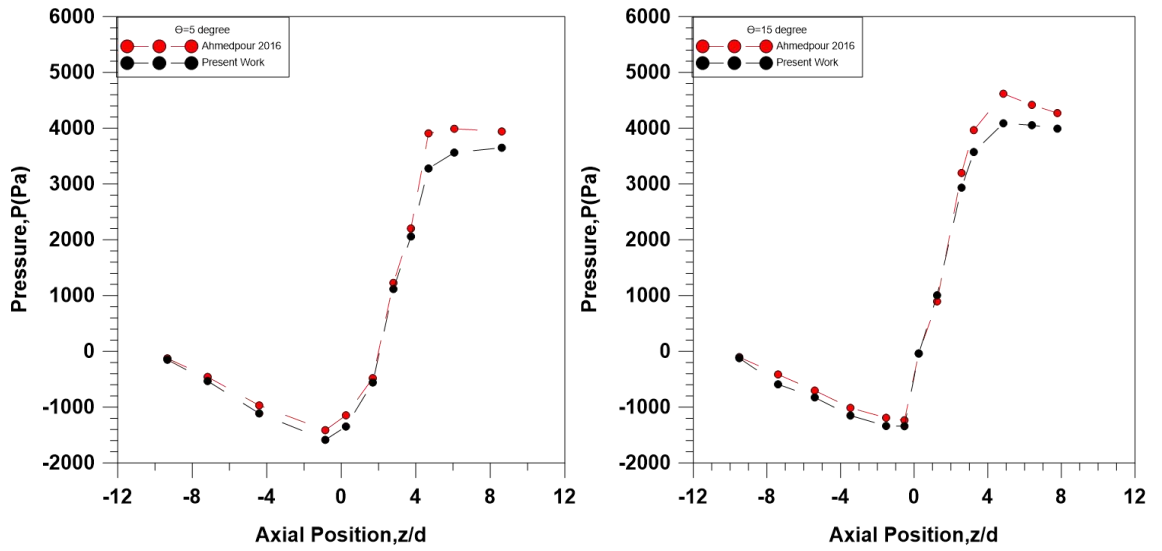 6000
5000
4000
3000
2000
1000
0
-1000
-2000
Pressure,P(Pa)
Θ=5 degree
Ahmedpour 2016
Present Work
-12 -8 -4 0 4 8 12
Axial Position,z/d
6000
5000
4000
3000
2000
1000
0
-1000
-2000
Pressure,P(Pa)
Θ=15 degree
Ahmedpour 2016
Present Work
-12 -8 -4 0 4 8 12
Axial Position,z/d